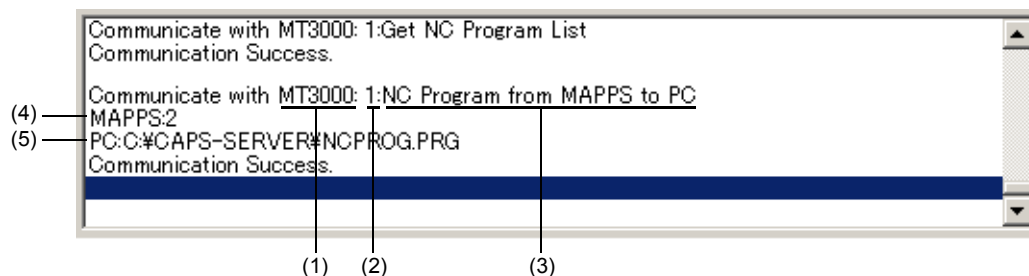 Communicate with MT3000: 1:Get NC Program List
Communication Success.
Communicate with MT3000: 1:NC Program from MAPPS to PC
(4)
MAPPS:2
(5)
PC:C:¥CAPS-SERVER¥NCPROG.PRG
Communication Success.
(1) (2) (3)